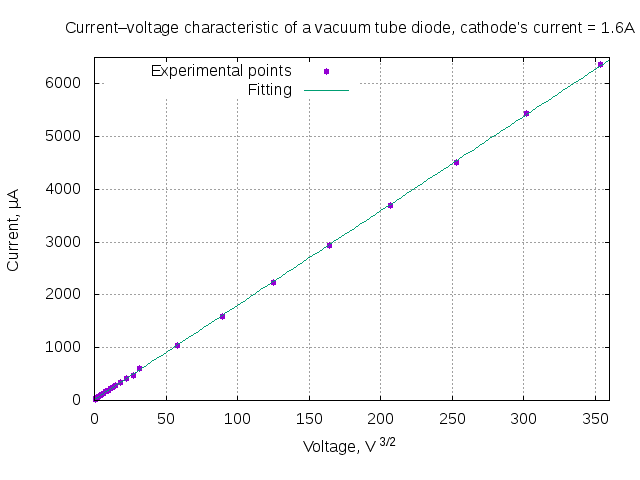 Current–voltage characteristic of a vacuum tube diode, cathode's current = 1.6A
Experimental points
Fitting
6000
5000
4000
3000
2000
1000
0
Current, µA
0 50 100 150 200 250 300 350
Voltage, V 3/2